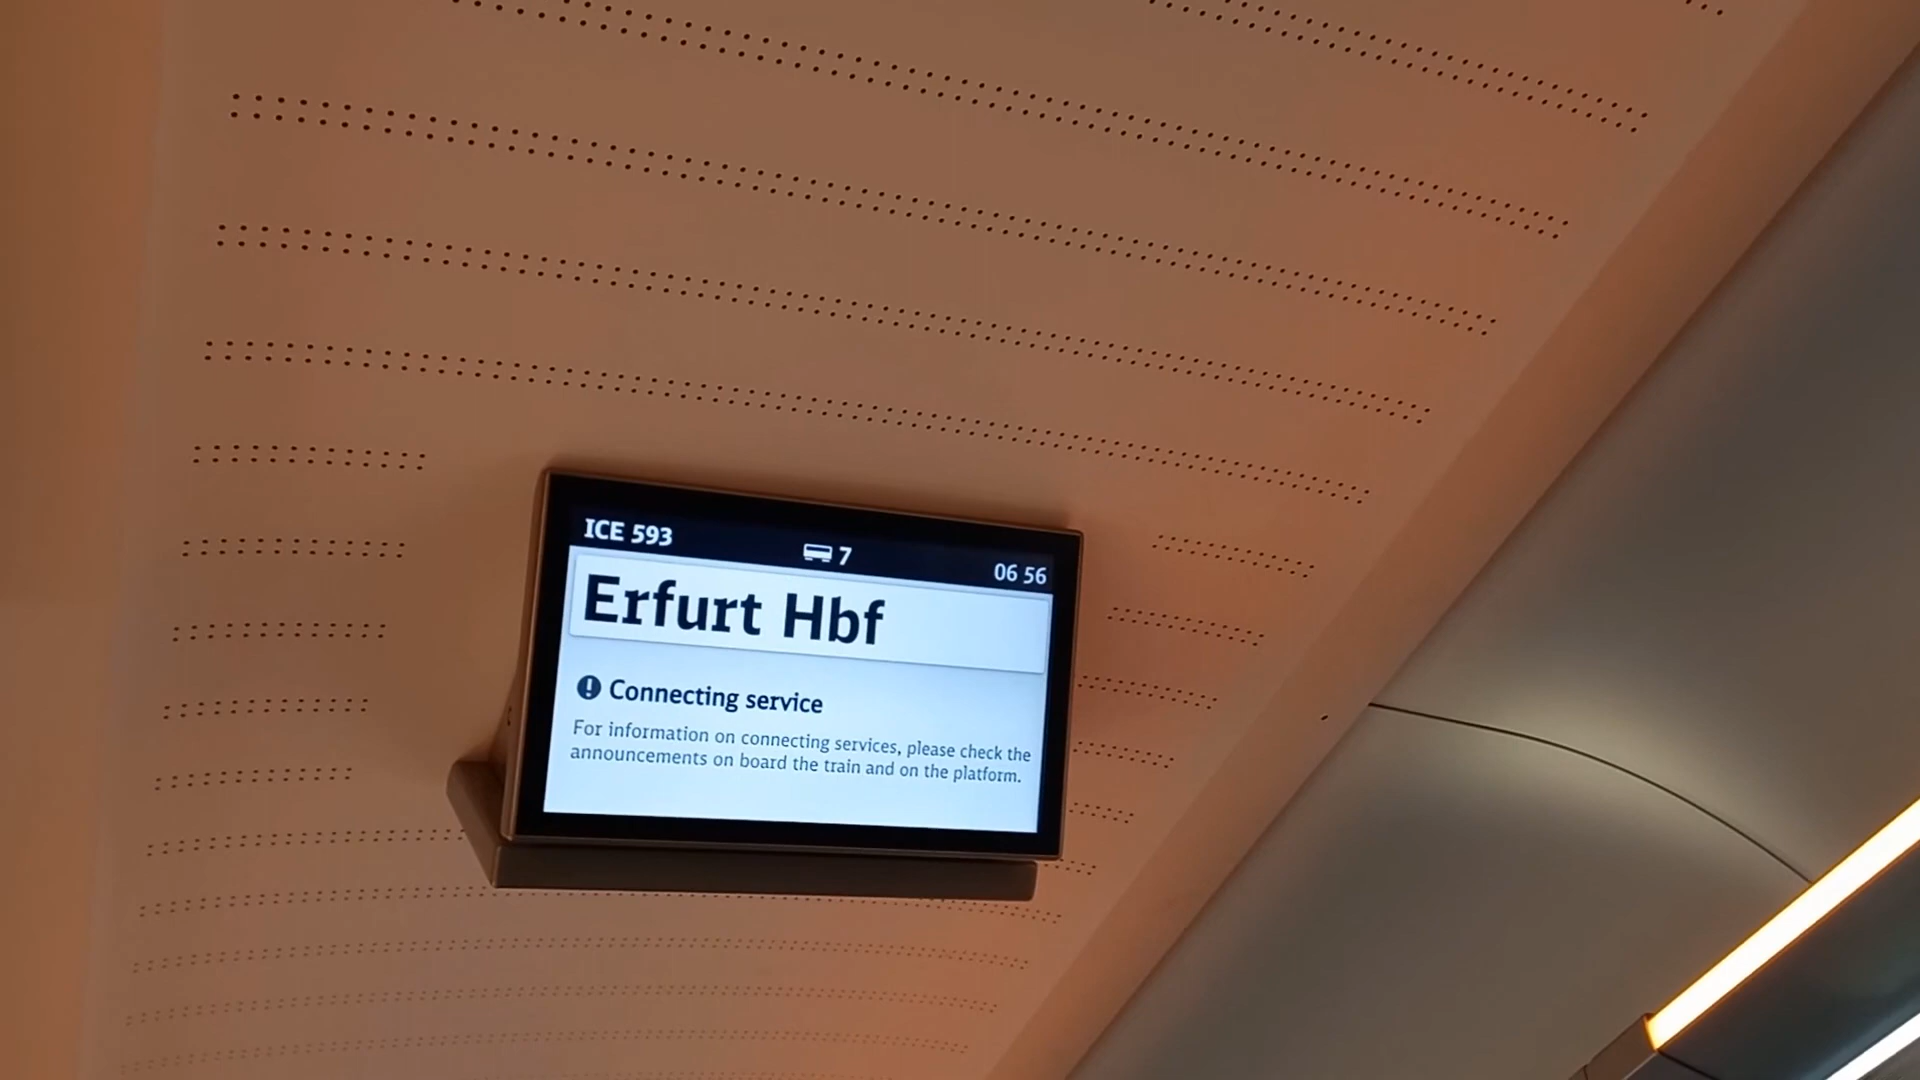 ICE 593 7 06 56
Erfurt Hbf
Connecting service
For information on connecting services, please check the
announcements on board the train and on the platform.